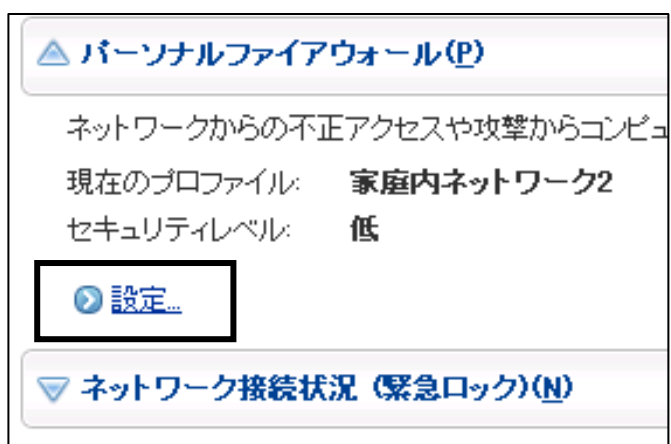 パーソナルファイアウォール(P)
ネットワークからの不正アクセスや攻撃からコンピュ
現在のプロファイル: 家庭内ネットワーク2
セキュリティレベル: 低
設定...
ネットワーク接続状況 (緊急ロック)(N)